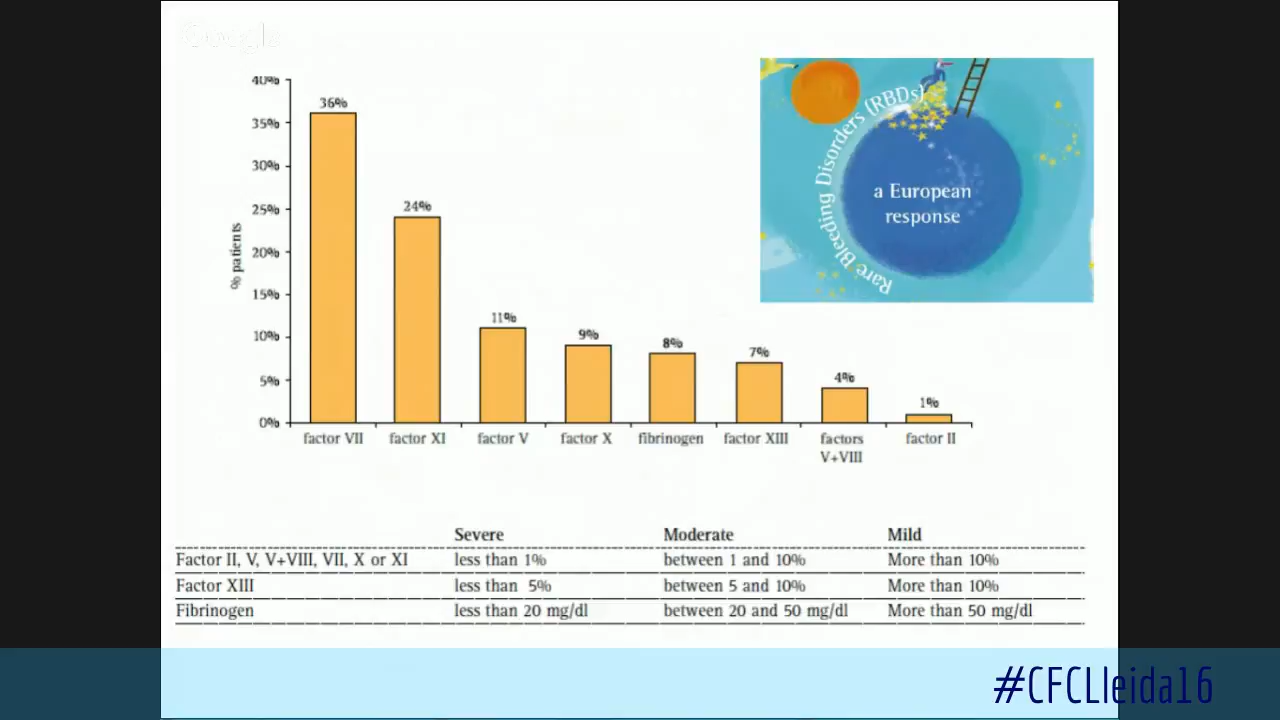 Google
40%
36%
35%
30%
25%
24%
20%
15%
11%
10%
9%
8%
7%
5%
4%
1%
0%
% patients
factor VII
factor XI
factor V
factor X
fibrinogen
factor XIII
factors
V+VIII
factor II
Rare Bleeding Disorders (RBDs)
a European
response
Severe Moderate Mild
Factor II, V, V+VIII, VII, X or XI less than 1% between 1 and 10% More than 10%
Factor XIII less than 5% between 5 and 10% More than 10%
Fibrinogen less than 20 mg/dl between 20 and 50 mg/dl More than 50 mg/dl
#CFCLleida16